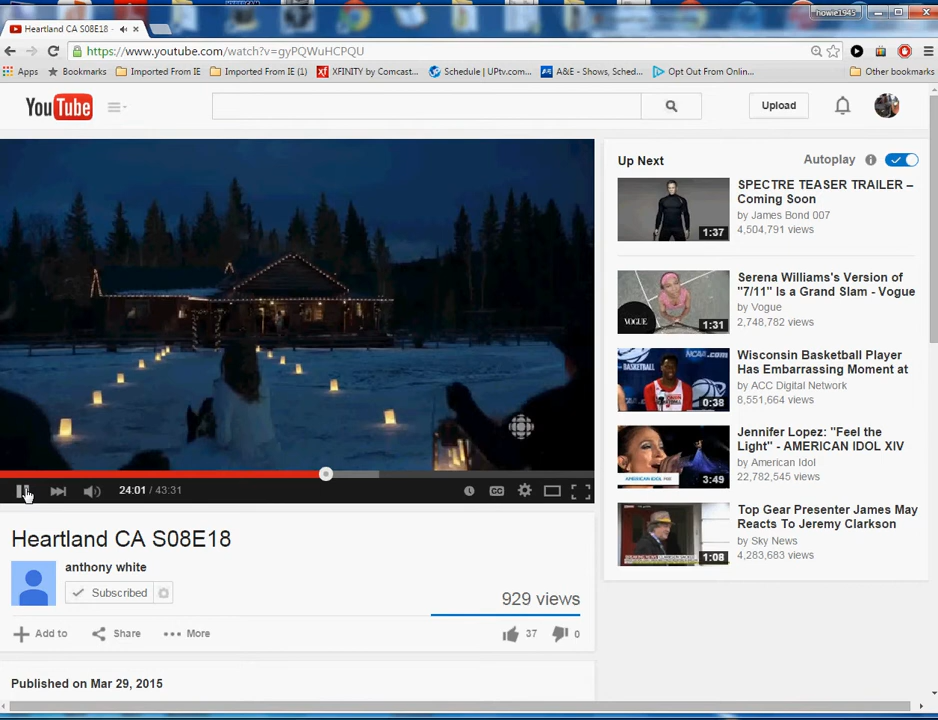 howie1945
Heartland CA S08E18
https://www.youtube.com/watch?v=gyPQWuHCPQU
Apps Bookmarks Imported From IE Imported From IE (1) XFINITY by Comcast... Schedule | UPtv.com... A&E - Shows, Sched... Opt Out From Onlin... Other bookmarks
YouTube
Upload
Up Next
Autoplay
SPECTRE TEASER TRAILER –
Coming Soon
by James Bond 007
4,504,791 views
1:37
Serena Williams's Version of
"7/11" Is a Grand Slam - Vogue
by Vogue
2,748,782 views
VOGUE
1:31
Wisconsin Basketball Player
Has Embarrassing Moment at
by ACC Digital Network
8,551,664 views
NCAA.com
BASKETBALL
0:38
Jennifer Lopez: "Feel the
Light" - AMERICAN IDOL XIV
by American Idol
22,782,545 views
3:49
Top Gear Presenter James May
Reacts To Jeremy Clarkson
by Sky News
4,283,683 views
1:08
24:01 / 43:31
CC
Heartland CA S08E18
anthony white
Subscribed
929 views
Add to
Share
More
37
0
Published on Mar 29, 2015